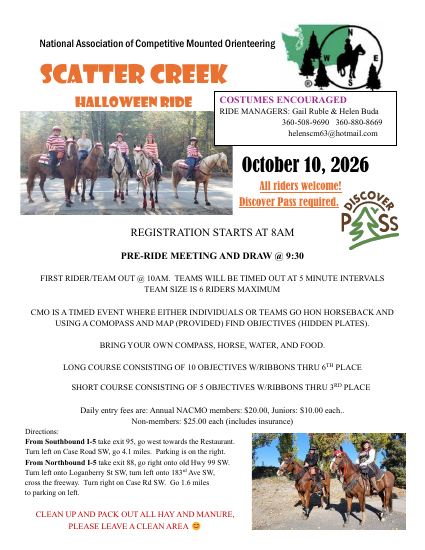 National Association of Competitive Mounted Orienteering
N
W
E
S
®
SCATTER CREEK
HALLOWEEN RIDE
COSTUMES ENCOURAGED
RIDE MANAGERS: Gail Ruble & Helen Buda
360-508-9690 360-880-8669
helenscm63@hotmail.com
October 10, 2026
All riders welcome!
Discover Pass required.
DISCOVER
PASS
REGISTRATION STARTS AT 8AM
PRE-RIDE MEETING AND DRAW @ 9:30
FIRST RIDER/TEAM OUT @ 10AM. TEAMS WILL BE TIMED OUT AT 5 MINUTE INTERVALS
TEAM SIZE IS 6 RIDERS MAXIMUM
CMO IS A TIMED EVENT WHERE EITHER INDIVIDUALS OR TEAMS GO HON HORSEBACK AND
USING A COMOPASS AND MAP (PROVIDED) FIND OBJECTIVES (HIDDEN PLATES).
BRING YOUR OWN COMPASS, HORSE, WATER, AND FOOD.
LONG COURSE CONSISTING OF 10 OBJECTIVES W/RIBBONS THRU 6TH PLACE
SHORT COURSE CONSISTING OF 5 OBJECTIVES W/RIBBONS THRU 3RD PLACE
Daily entry fees are: Annual NACMO members: $20.00, Juniors: $10.00 each..
Non-members: $25.00 each (includes insurance)
Directions:
From Southbound I-5 take exit 95, go west towards the Restaurant.
Turn left on Case Road SW, go 4.1 miles. Parking is on the right.
From Northbound I-5 take exit 88, go right onto old Hwy 99 SW.
Turn left onto Loganberry St SW, turn left onto 183rd Ave SW,
cross the freeway. Turn right on Case Rd SW. Go 1.6 miles
to parking on left.
CLEAN UP AND PACK OUT ALL HAY AND MANURE,
PLEASE LEAVE A CLEAN AREA 😊